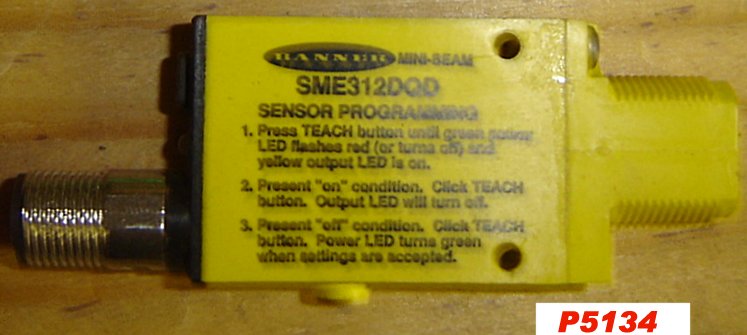 BANNER MINI-BEAM
SME312DQD
SENSOR PROGRAMMING
1. Press TEACH button until green power
LED flashes red (or turns off) and
yellow output LED is on.
2. Present "on" condition. Click TEACH
button. Output LED will turn off.
3. Present "off" condition. Click TEACH
button. Power LED turns green
when settings are accepted.
P5134